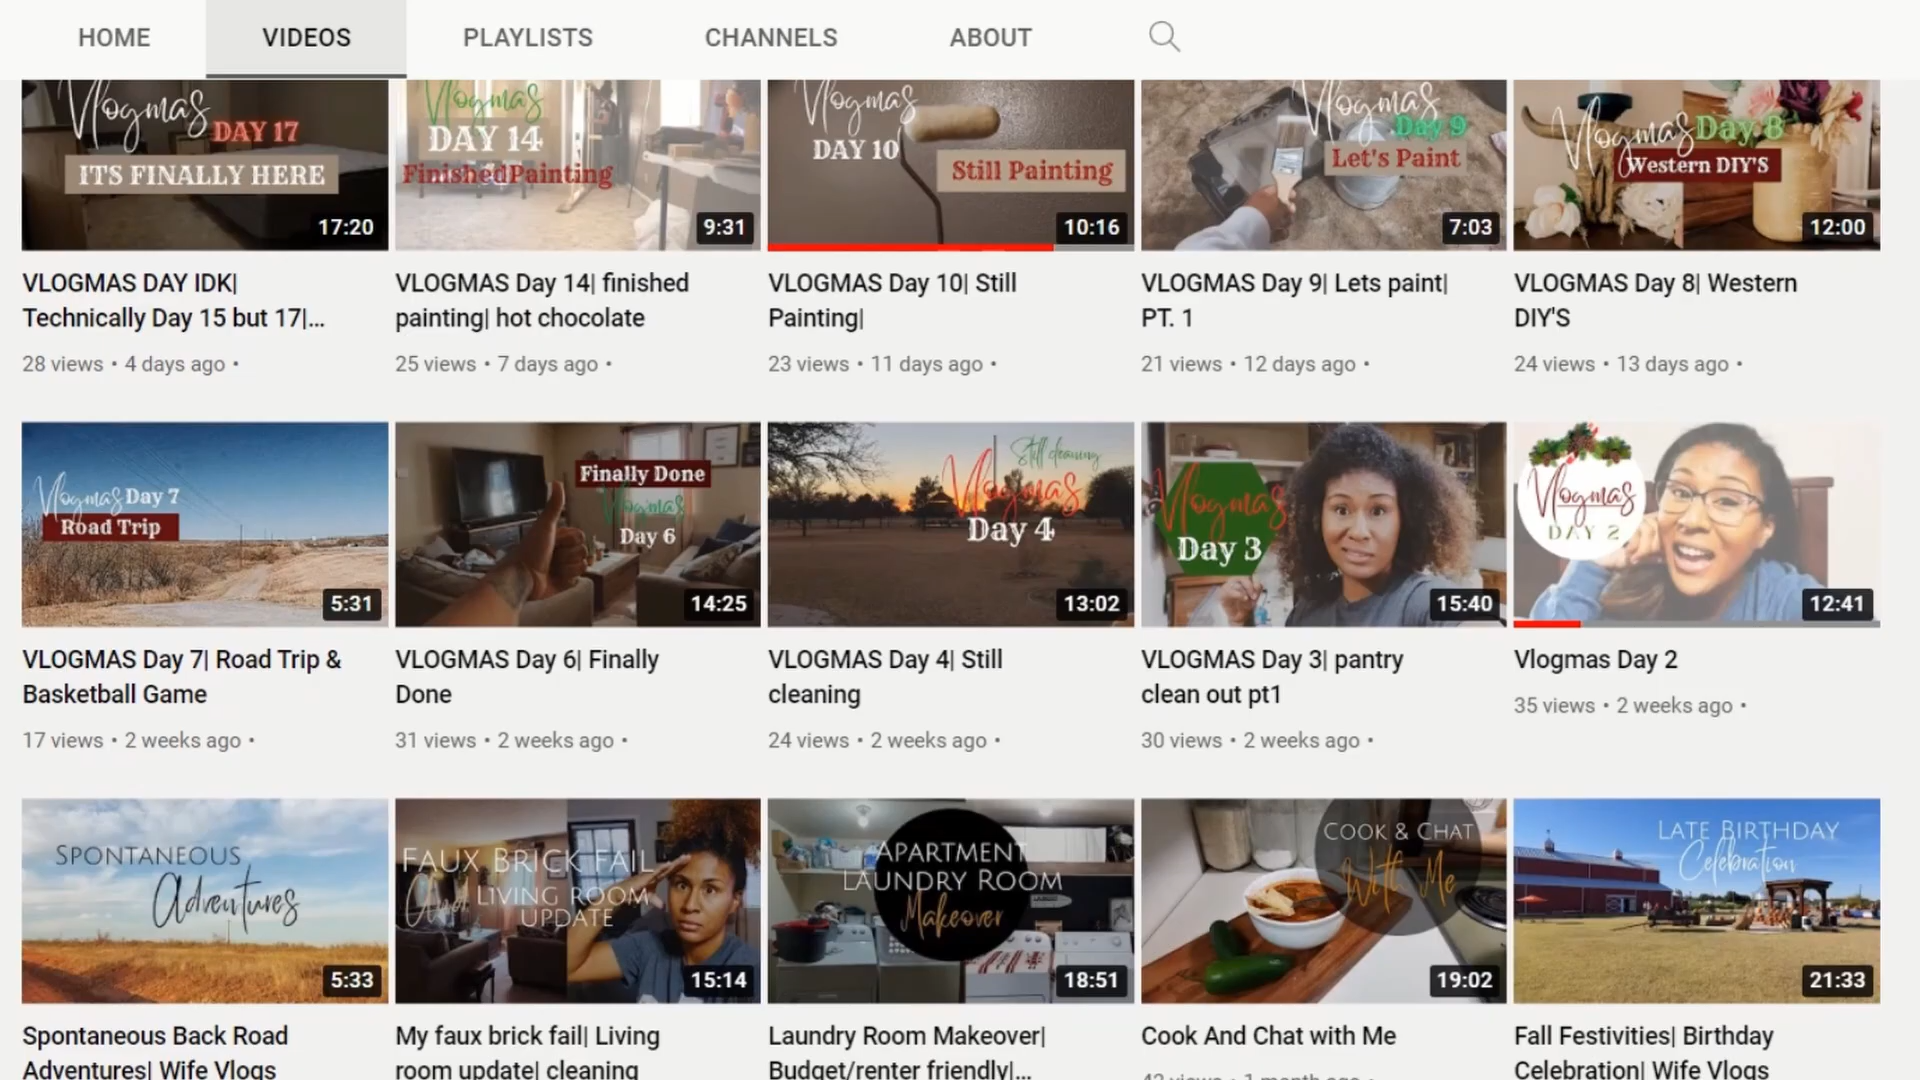 HOME VIDEOS PLAYLISTS CHANNELS ABOUT
Vlogmas DAY 17
ITS FINALLY HERE
17:20
Vlogmas
DAY 14
FinishedPainting
9:31
Vlogmas
DAY 10
Still Painting
10:16
Vlogmas
Day 9
Let's Paint
7:03
Vlogmas Day 8
Western DIY'S
12:00
VLOGMAS DAY IDK|
Technically Day 15 but 17|...
28 views • 4 days ago •
VLOGMAS Day 14| finished
painting| hot chocolate
25 views • 7 days ago •
VLOGMAS Day 10| Still
Painting|
23 views • 11 days ago •
VLOGMAS Day 9| Lets paint|
PT. 1
21 views • 12 days ago •
VLOGMAS Day 8| Western
DIY'S
24 views • 13 days ago •
Vlogmas Day 7
Road Trip
5:31
Finally Done
Vlogmas
Day 6
14:25
Still cleaning
Vlogmas
Day 4
13:02
Vlogmas
Day 3
15:40
Vlogmas
DAY 2
12:41
VLOGMAS Day 7| Road Trip &
Basketball Game
17 views • 2 weeks ago •
VLOGMAS Day 6| Finally
Done
31 views • 2 weeks ago •
VLOGMAS Day 4| Still
cleaning
24 views • 2 weeks ago •
VLOGMAS Day 3| pantry
clean out pt1
30 views • 2 weeks ago •
Vlogmas Day 2
35 views • 2 weeks ago •
SPONTANEOUS
Adventures
5:33
FAUX BRICK FAIL
And LIVING ROOM
UPDATE
15:14
APARTMENT
LAUNDRY ROOM
Makeover
18:51
COOK & CHAT
With Me
19:02
LATE BIRTHDAY
Celebration
21:33
Spontaneous Back Road
Adventures| Wife Vlogs
My faux brick fail| Living
room update| cleaning
Laundry Room Makeover|
Budget/renter friendly|...
Cook And Chat with Me
42 views • 1 month ago •
Fall Festivities| Birthday
Celebration| Wife Vlogs